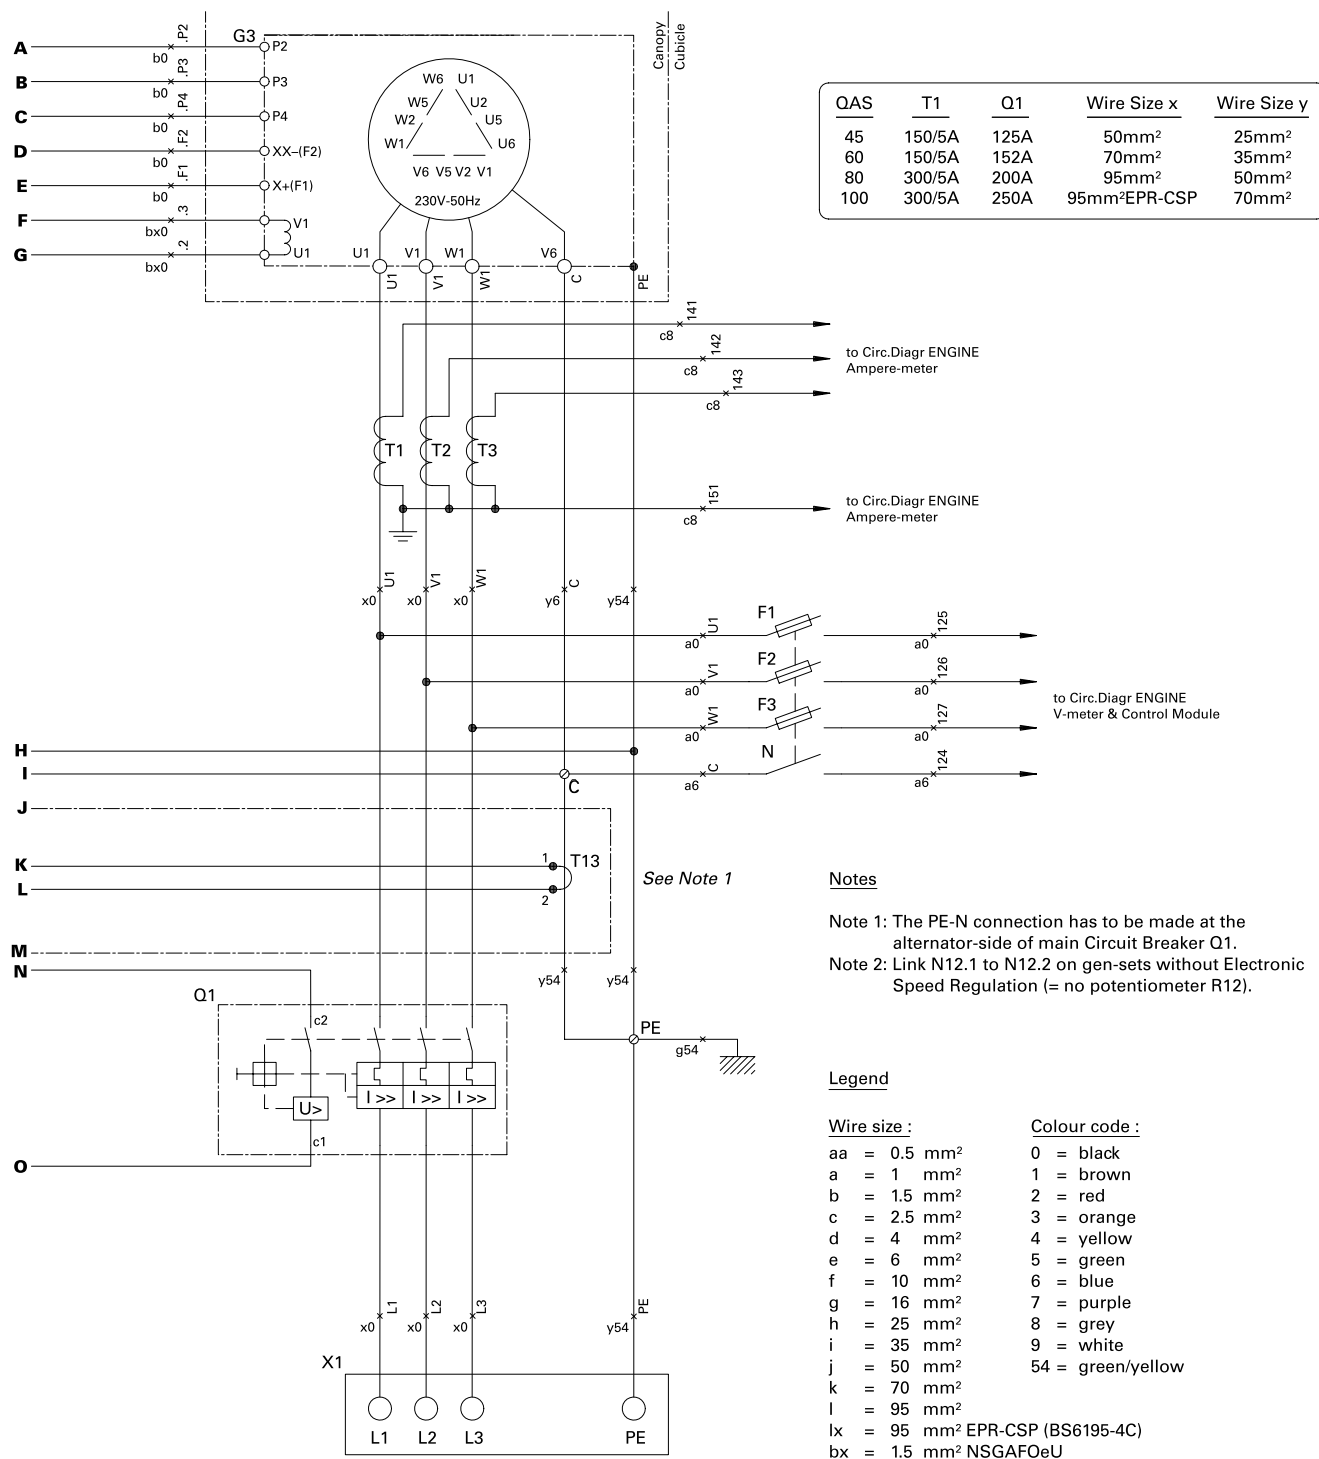 A
B
C
D
E
F
G
.P2
b0
.P3
b0
.P4
b0
.F2
b0
.F1
b0
.3
bx0
.2
bx0
G3
P2
P3
P4
XX–(F2)
X+(F1)
V1
U1
Canopy
Cubicle
W6 U1
W5 U2
W2 U5
W1 U6
V6 V5 V2 V1
230V-50Hz
U1 V1 W1 V6
U1 V1 W1 C PE
QAS T1 Q1 Wire Size x Wire Size y
45 150/5A 125A 50mm² 25mm²
60 150/5A 152A 70mm² 35mm²
80 300/5A 200A 95mm² 50mm²
100 300/5A 250A 95mm²EPR-CSP 70mm²
c8 141
c8 142
c8 143
to Circ.Diagr ENGINE
Ampere-meter
T1 T2 T3
c8 151
to Circ.Diagr ENGINE
Ampere-meter
U1 V1 W1 C
x0 x0 x0 y6 y54
a0 U1 F1 a0 125
a0 V1 F2 a0 126
a0 W1 F3 a0 127
a6 C N a6 124
to Circ.Diagr ENGINE
V-meter & Control Module
H
I
C
J
K
L
1
2
T13
See Note 1
M
N
y54 y54
Q1
c2
U>
c1
I >> I >> I >>
PE
g54
O
L1 L2 L3 PE
x0 x0 x0 y54
X1
L1 L2 L3 PE
Notes
Note 1: The PE-N connection has to be made at the
alternator-side of main Circuit Breaker Q1.
Note 2: Link N12.1 to N12.2 on gen-sets without Electronic
Speed Regulation (= no potentiometer R12).
Legend
Wire size : Colour code :
aa = 0.5 mm² 0 = black
a = 1 mm² 1 = brown
b = 1.5 mm² 2 = red
c = 2.5 mm² 3 = orange
d = 4 mm² 4 = yellow
e = 6 mm² 5 = green
f = 10 mm² 6 = blue
g = 16 mm² 7 = purple
h = 25 mm² 8 = grey
i = 35 mm² 9 = white
j = 50 mm² 54 = green/yellow
k = 70 mm²
l = 95 mm²
lx = 95 mm² EPR-CSP (BS6195-4C)
bx = 1.5 mm² NSGAFOeU